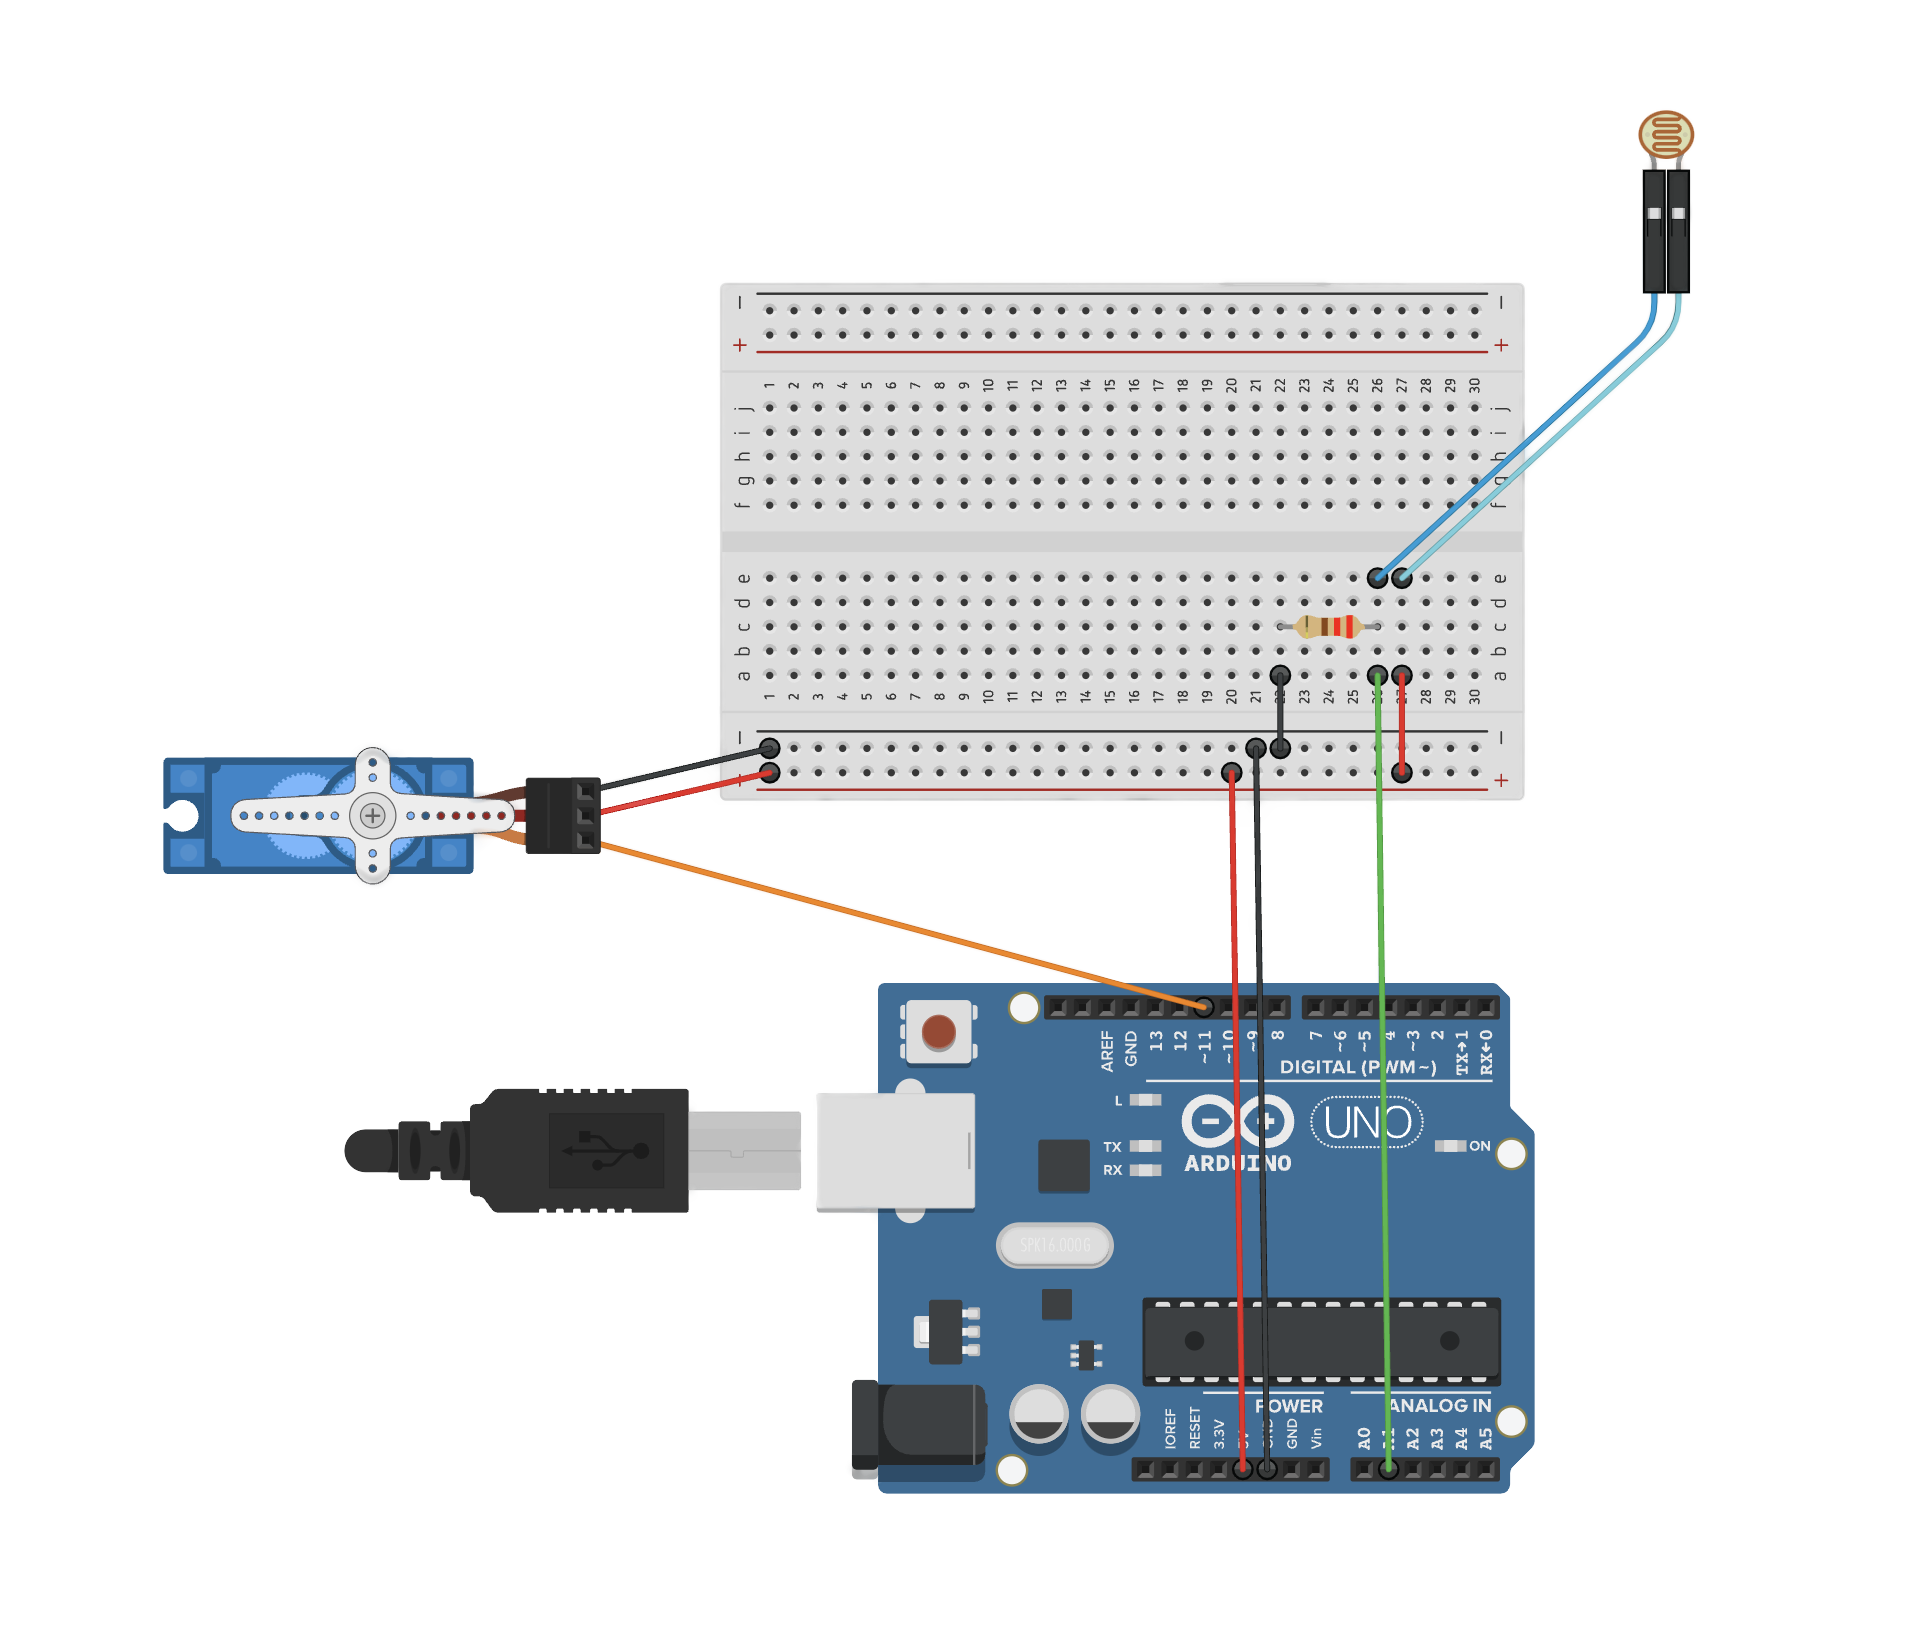 − −
+ +
1 2 3 4 5 6 7 8 9 10 11 12 13 14 15 16 17 18 19 20 21 22 23 24 25 26 27 28 29 30
j j
i i
h h
g g
f f
e e
d d
c c
b b
a a
1 2 3 4 5 6 7 8 9 10 11 12 13 14 15 16 17 18 19 20 21 23 24 25 28 29 30
− −
+
AREF GND 13 12 ~11 ~10 ~9 8 7 ~6 ~5 4 ~3 2 TX→1 RX←0
DIGITAL (PWM~)
L
UNO
TX
ON
RX
ARDUINO
SPK16.000G
POWER
ANALOG IN
IOREF RESET 3.3V 5V GND GND Vin A0 A1 A2 A3 A4 A5